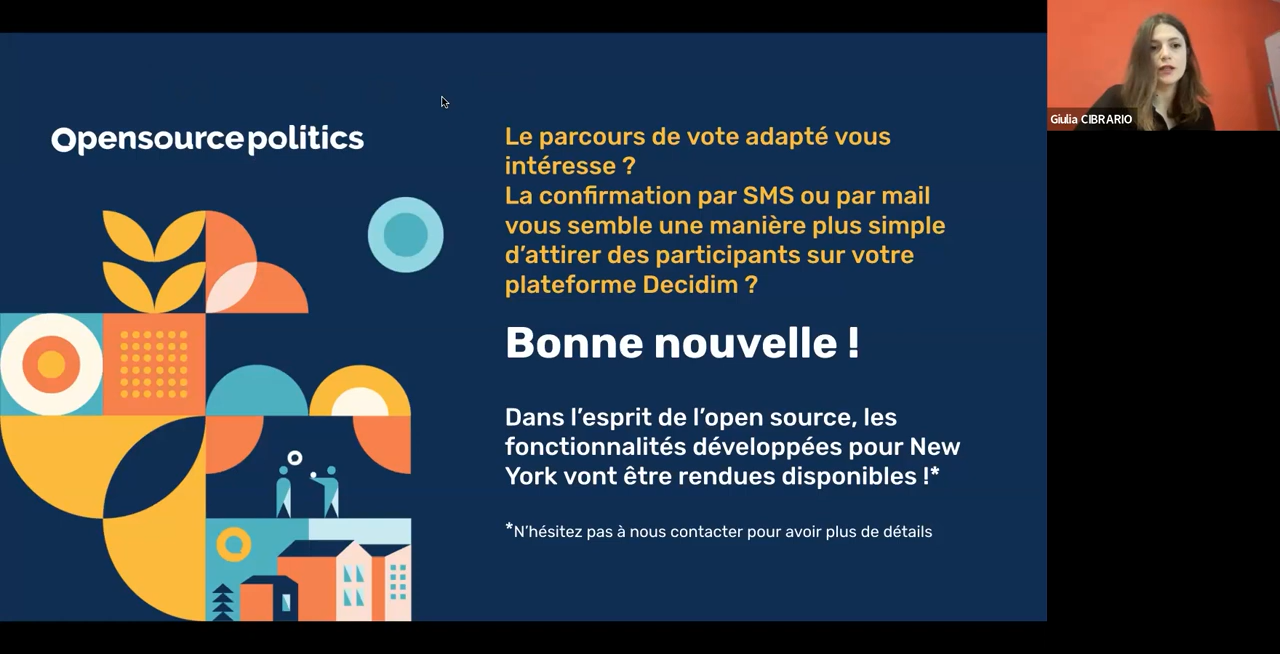 Opensourcepolitics
Le parcours de vote adapté vous
intéresse ?
La confirmation par SMS ou par mail
vous semble une manière plus simple
d’attirer des participants sur votre
plateforme Decidim ?
Bonne nouvelle !
Dans l’esprit de l’open source, les
fonctionnalités développées pour New
York vont être rendues disponibles !*
*N’hésitez pas à nous contacter pour avoir plus de détails
Giulia CIBRARIO